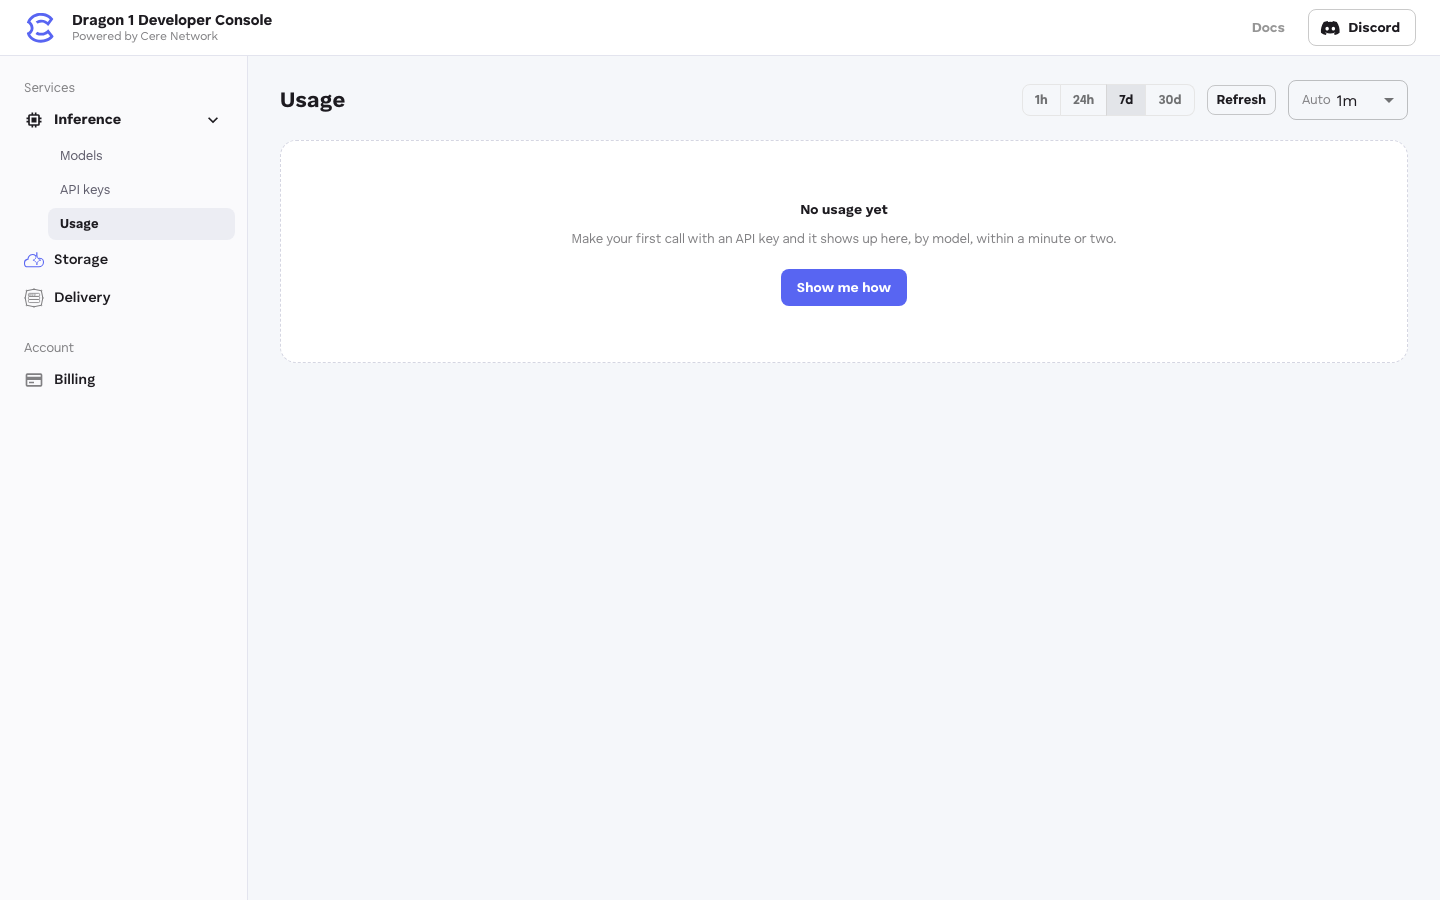 Dragon 1 Developer Console
Powered by Cere Network
Docs
Discord
Services
Inference
Models
API keys
Usage
Storage
Delivery
Account
Billing
Usage
1h
24h
7d
30d
Refresh
Auto 1m
No usage yet
Make your first call with an API key and it shows up here, by model, within a minute or two.
Show me how